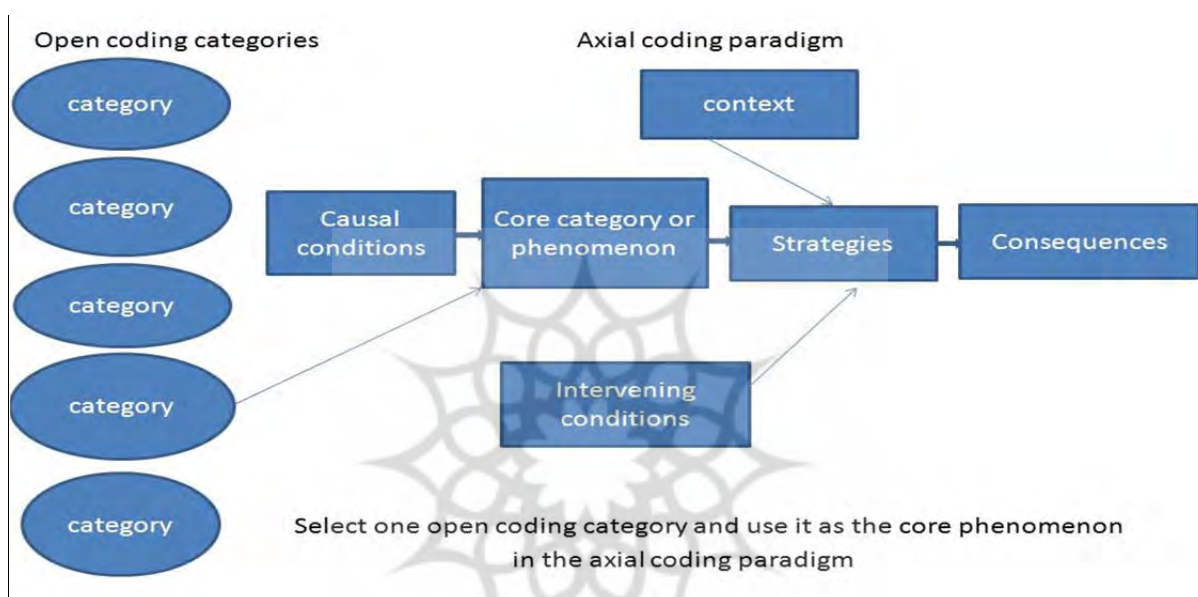 Open coding categories
Axial coding paradigm
category
category
category
category
category
context
Causal
conditions
Core category or
phenomenon
Strategies
Consequences
Intervening
conditions
Select one open coding category and use it as the core phenomenon
in the axial coding paradigm